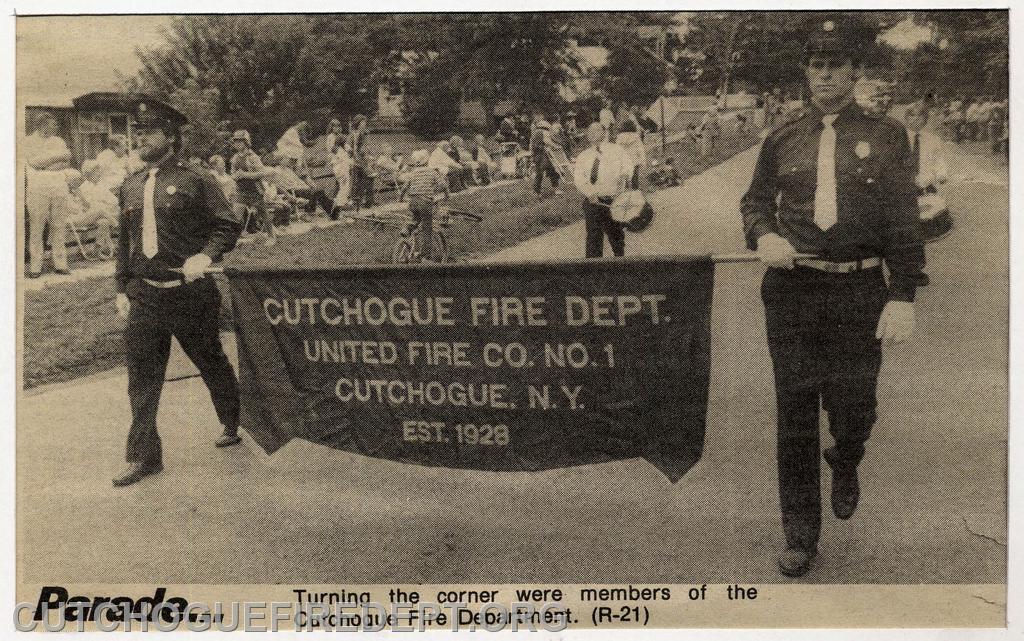 CUTCHOGUE FIRE DEPT.
UNITED FIRE CO. NO. 1
CUTCHOGUE, N.Y.
EST. 1928
Parade... Turning the corner were members of the
Cutchogue Fire Department. (R-21)
CUTCHOGUEFIREDEPT.ORG